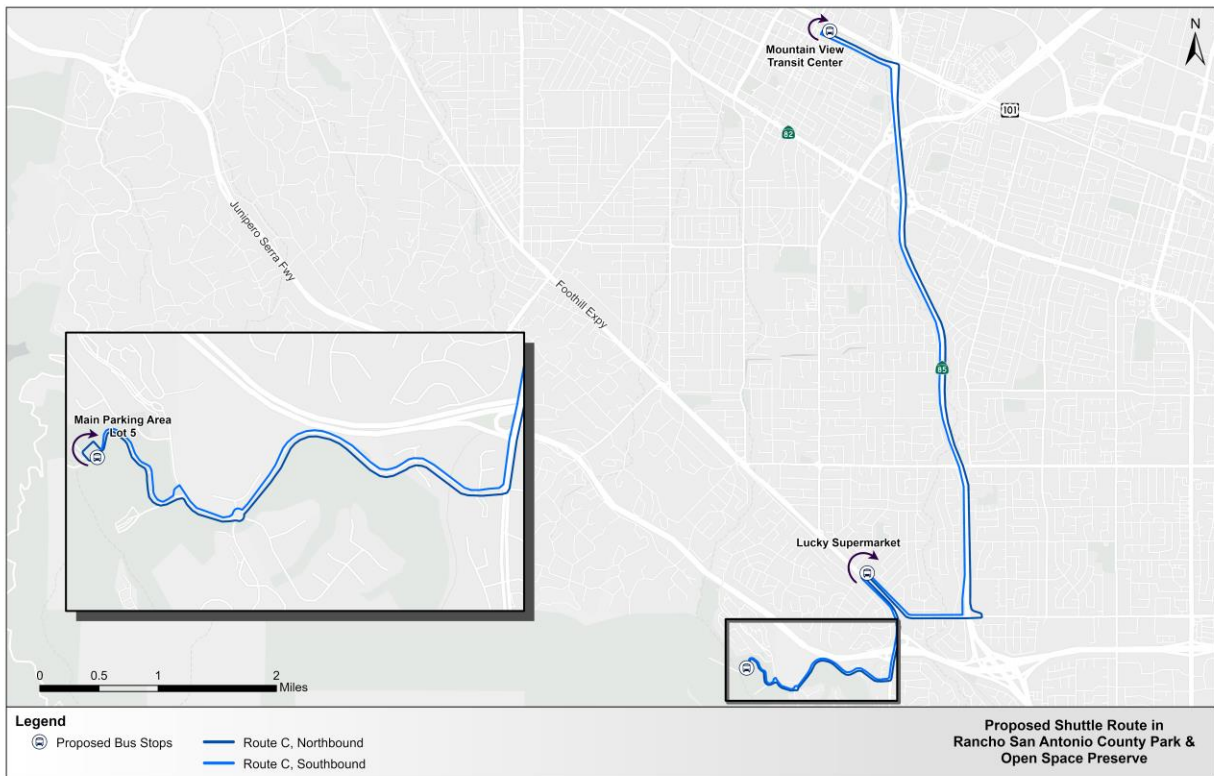 N
Mountain View
Transit Center
101
82
Junipero Serra Fwy
Foothill Expy
85
Main Parking Area
Lot 5
Lucky Supermarket
0 0.5 1 2
Miles
Legend
Proposed Bus Stops
Route C, Northbound
Route C, Southbound
Proposed Shuttle Route in
Rancho San Antonio County Park &
Open Space Preserve